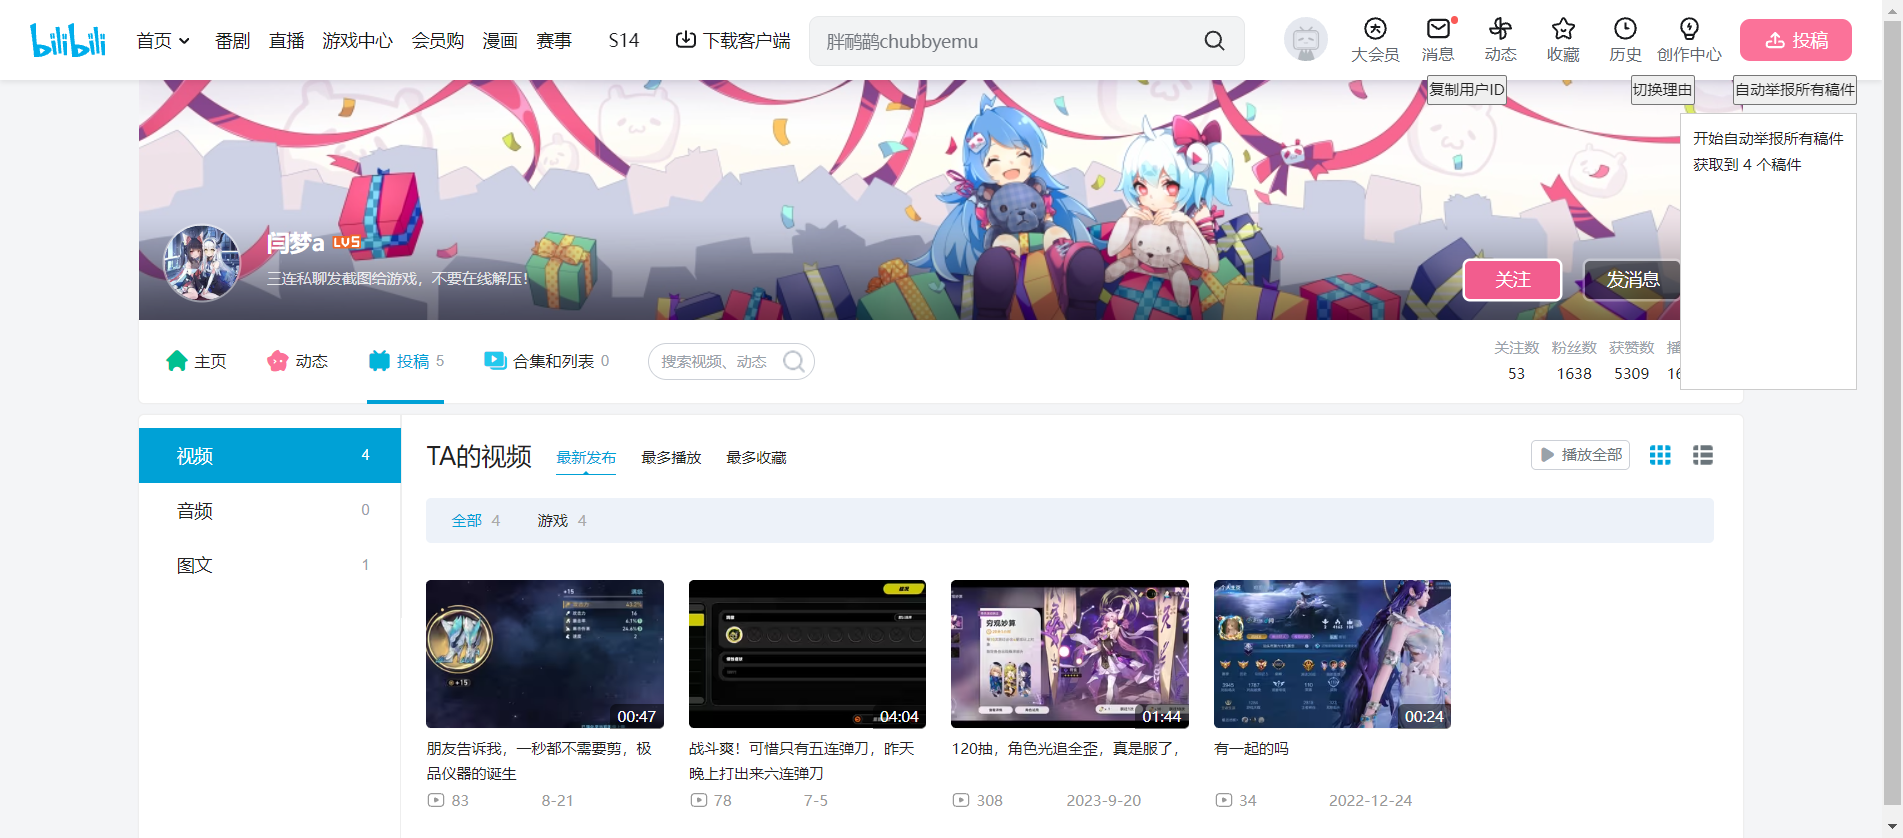 bilibili
首页
番剧
直播
游戏中心
会员购
漫画
赛事
S14
下载客户端
胖鸸鹋chubbyemu
大会员
消息
动态
收藏
历史
创作中心
投稿
复制用户ID
切换理由
自动举报所有稿件
开始自动举报所有稿件
获取到 4 个稿件
闫梦a LV5
三连私聊发截图给游戏，不要在线解压！
关注
发消息
主页
动态
投稿 5
合集和列表 0
搜索视频、动态
关注数
53
粉丝数
1638
获赞数
5309
视频 4
音频 0
图文 1
TA的视频
最新发布
最多播放
最多收藏
播放全部
全部 4
游戏 4
+15
+15
00:47
朋友告诉我，一秒都不需要剪，极
品仪器的诞生
83
8-21
04:04
战斗爽！可惜只有五连弹刀，昨天
晚上打出来六连弹刀
78
7-5
穷观妙算
01:44
120抽，角色光追全歪，真是服了，
308
2023-9-20
00:24
有一起的吗
34
2022-12-24